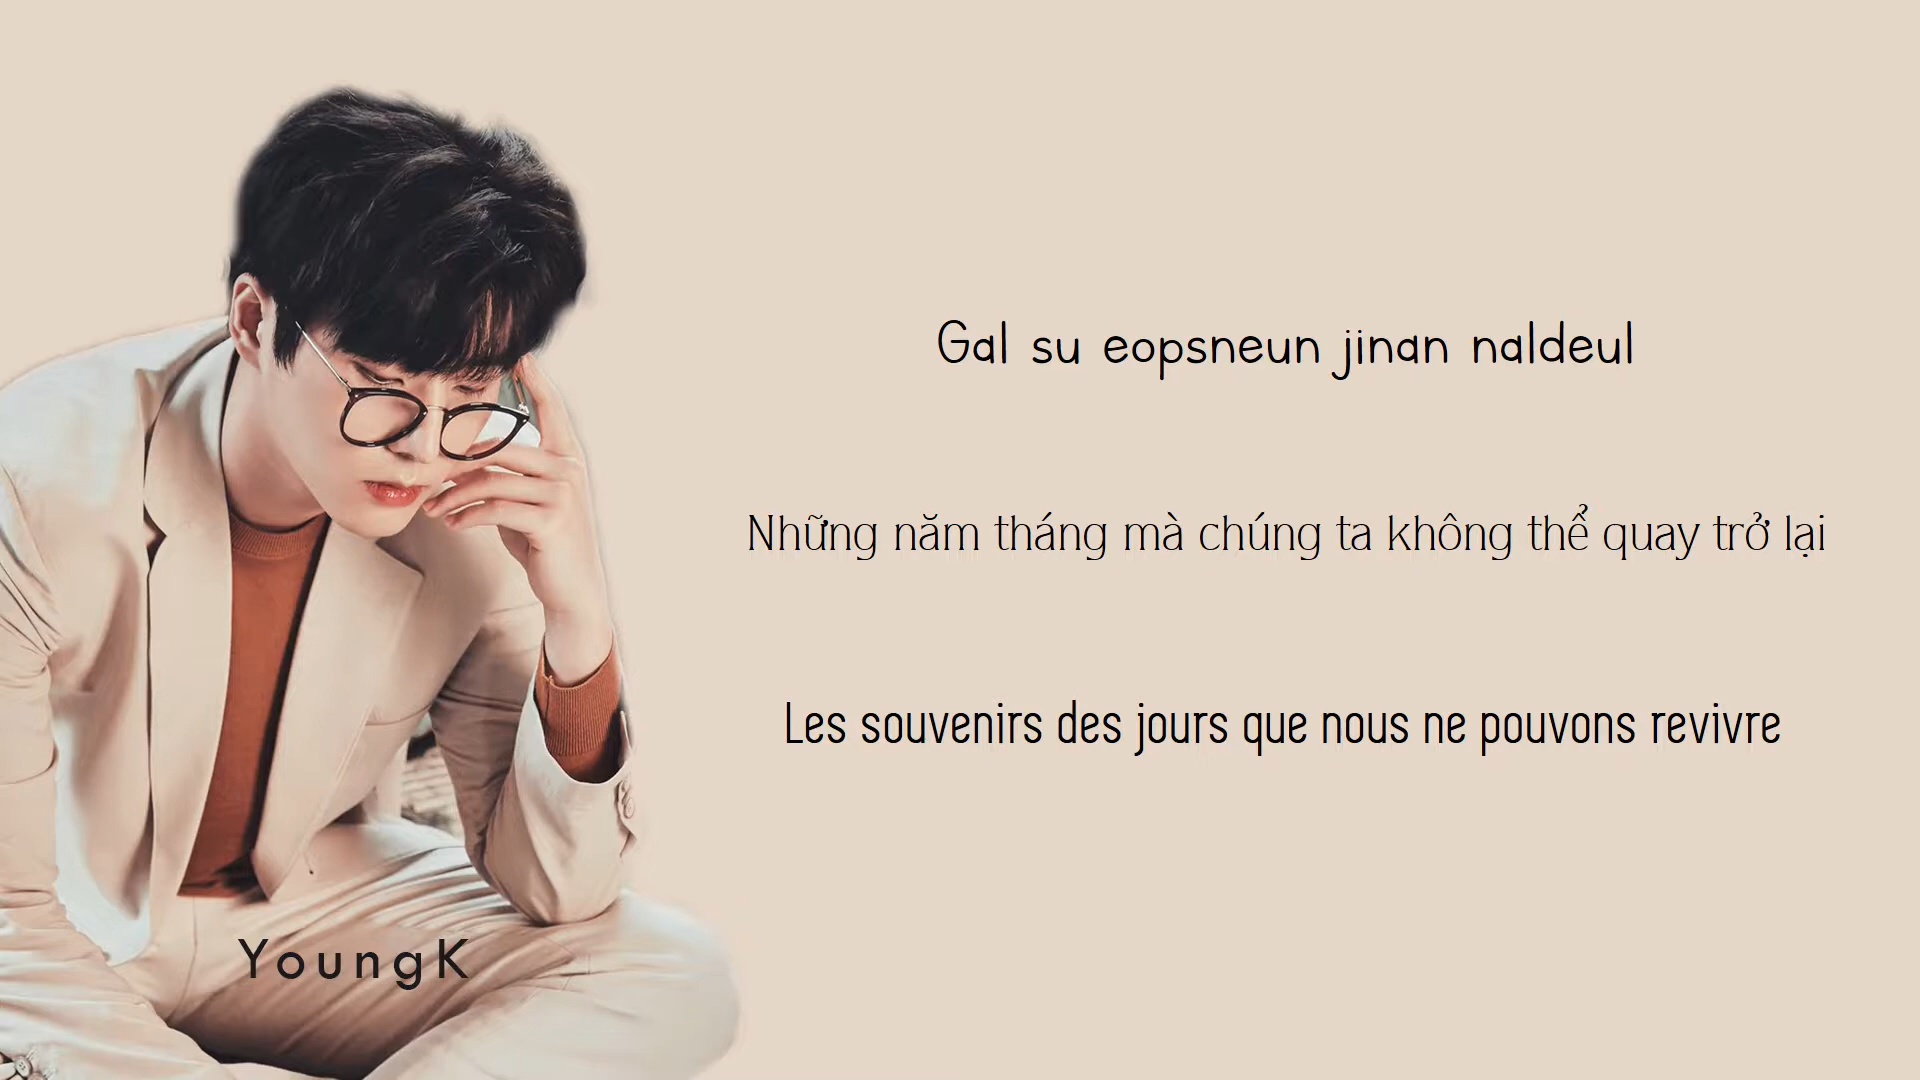 Gal su eopsneun jinan naldeul
Những năm tháng mà chúng ta không thể quay trở lại
Les souvenirs des jours que nous ne pouvons revivre
YoungK